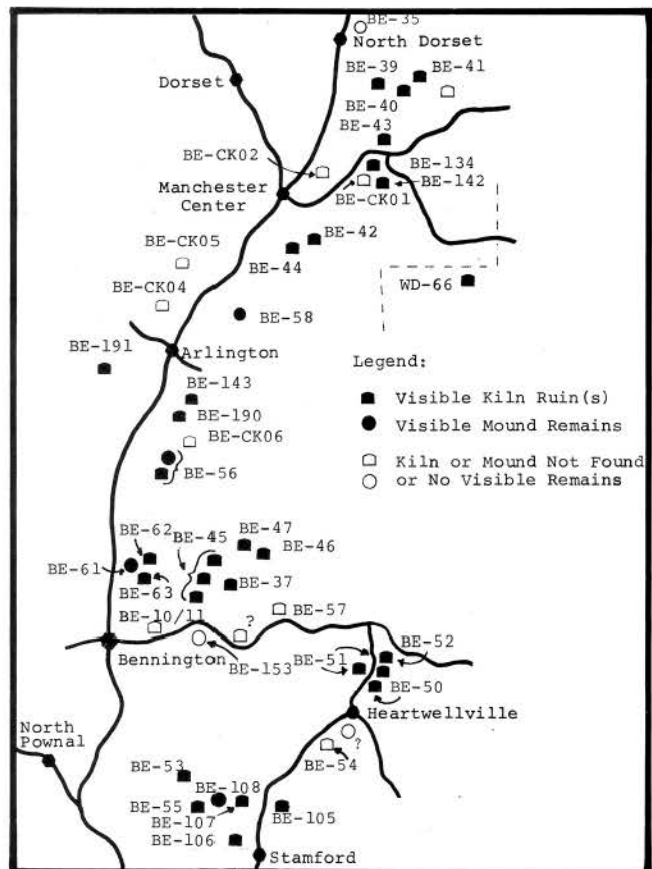 BE-35
North Dorset
BE-39
BE-41
Dorset
BE-40
BE-43
BE-CK02
BE-134
Manchester
Center
BE-142
BE-CK01
BE-CK05
BE-42
BE-44
BE-CK04
WD-66
BE-58
BE-191
Arlington
Legend:
BE-143
Visible Kiln Ruin(s)
BE-190
Visible Mound Remains
BE-CK06
Kiln or Mound Not Found
or No Visible Remains
BE-56
BE-62
BE-45
BE-47
BE-46
BE-61
BE-63
BE-37
BE-10/11
?
BE-57
BE-52
Bennington
BE-153
BE-51
BE-50
North
Pownal
Heartwellville
?
BE-54
BE-53
BE-108
BE-55
BE-107
BE-105
BE-106
Stamford